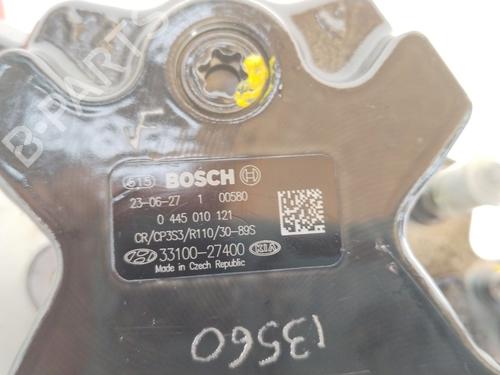 B-PARTS
615 BOSCH
23-06-27 1 00580
0 445 010 121
CR/CP3S3/R110/30-89S
33100-27400 KIA
Made in Czech Republic
13560